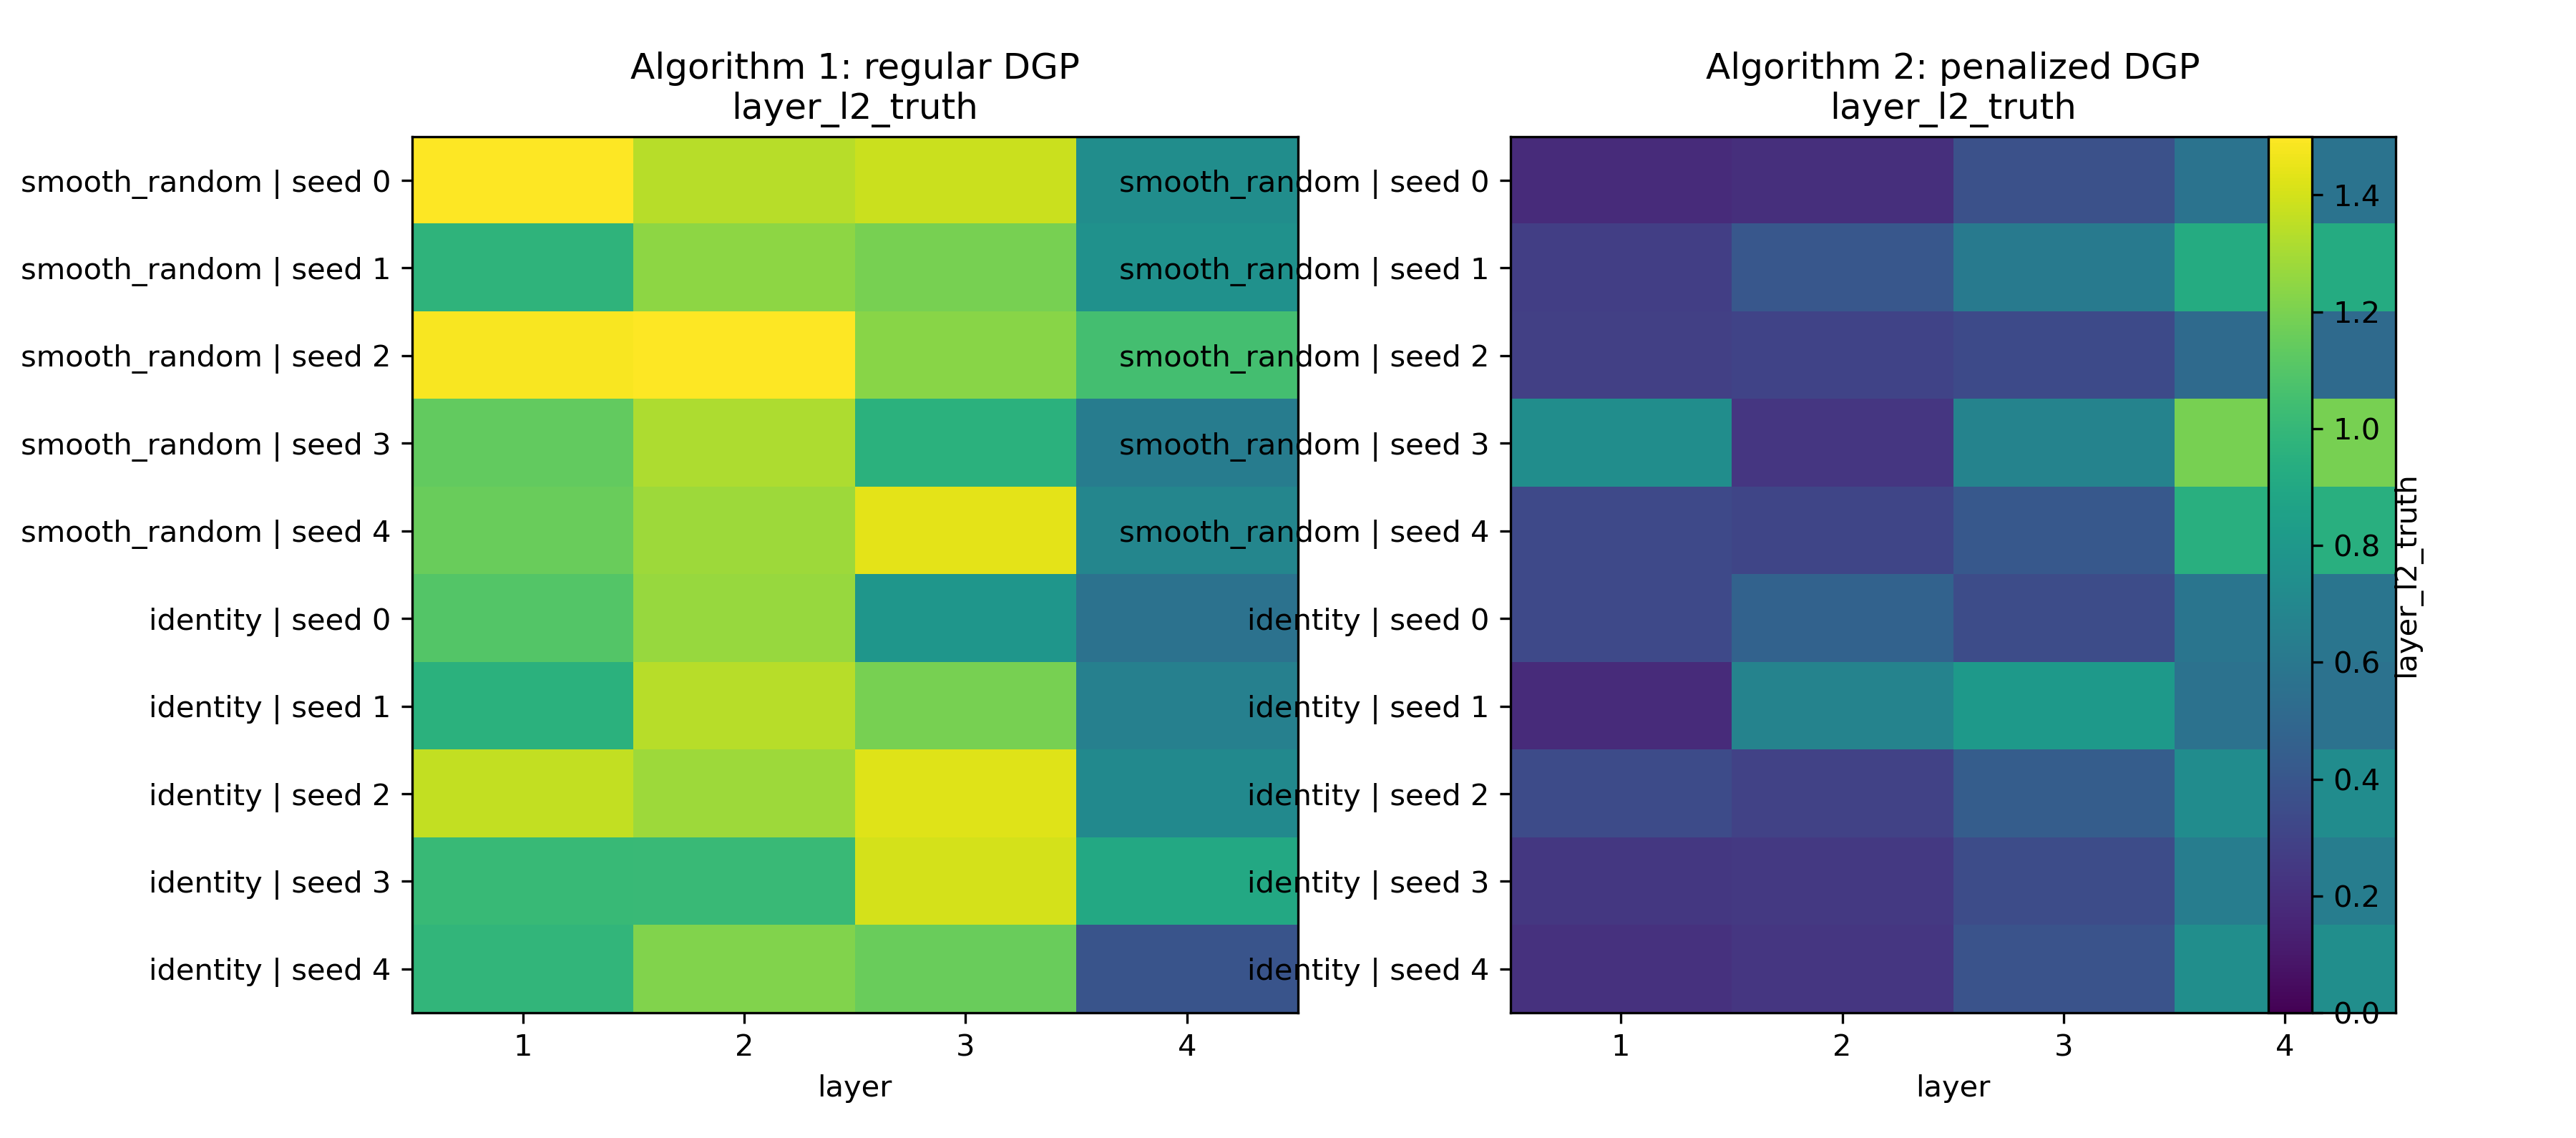 Algorithm 1: regular DGP
layer_l2_truth
smooth_random | seed 0
smooth_random | seed 1
smooth_random | seed 2
smooth_random | seed 3
smooth_random | seed 4
identity | seed 0
identity | seed 1
identity | seed 2
identity | seed 3
identity | seed 4
1 2 3 4
layer
Algorithm 2: penalized DGP
layer_l2_truth
smooth_random | seed 0
smooth_random | seed 1
smooth_random | seed 2
smooth_random | seed 3
smooth_random | seed 4
identity | seed 0
identity | seed 1
identity | seed 2
identity | seed 3
identity | seed 4
1 2 3 4
layer
1.4
1.2
1.0
0.8
0.6
0.4
0.2
0.0
layer_l2_truth